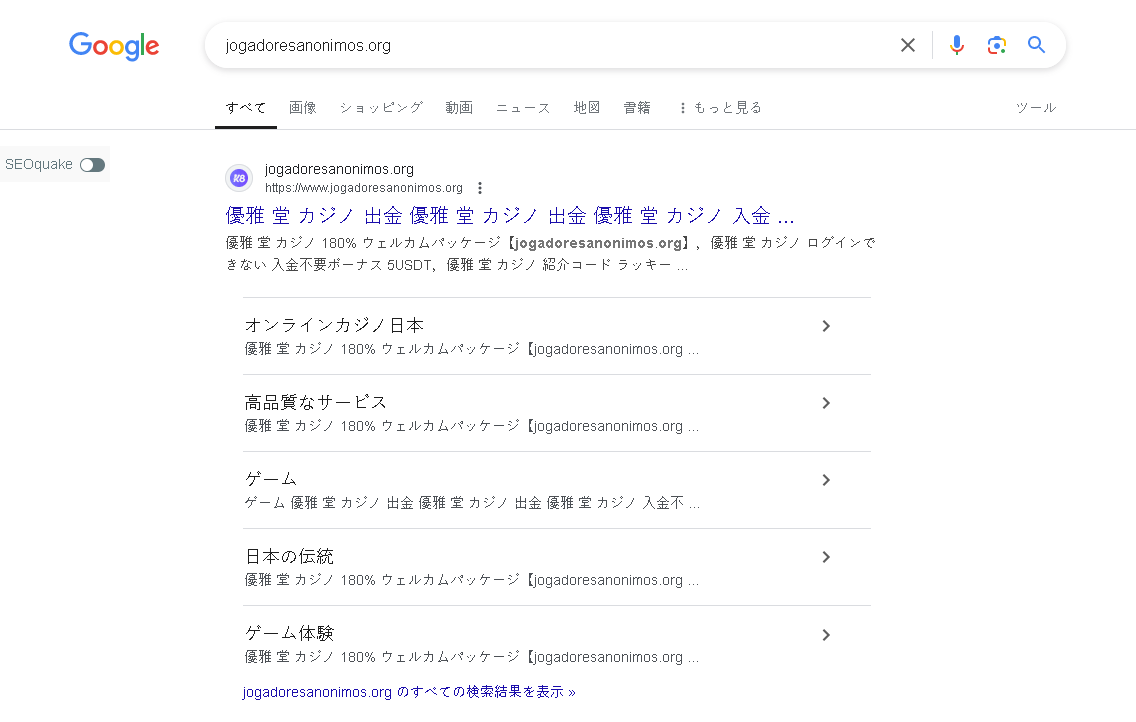 Google
jogadoresanonimos.org
すべて 画像 ショッピング 動画 ニュース 地図 書籍 もっと見る ツール
SEOquake
KB
jogadoresanonimos.org
https://www.jogadoresanonimos.org
優雅 堂 カジノ 出金 優雅 堂 カジノ 出金 優雅 堂 カジノ 入金 ...
優雅 堂 カジノ 180% ウェルカムパッケージ【jogadoresanonimos.org】, 優雅 堂 カジノ ログインで
きない 入金不要ボーナス 5USDT, 優雅 堂 カジノ 紹介コード ラッキー ...
オンラインカジノ日本
優雅 堂 カジノ 180% ウェルカムパッケージ【jogadoresanonimos.org ...
高品質なサービス
優雅 堂 カジノ 180% ウェルカムパッケージ【jogadoresanonimos.org ...
ゲーム
ゲーム 優雅 堂 カジノ 出金 優雅 堂 カジノ 出金 優雅 堂 カジノ 入金不 ...
日本の伝統
優雅 堂 カジノ 180% ウェルカムパッケージ【jogadoresanonimos.org ...
ゲーム体験
優雅 堂 カジノ 180% ウェルカムパッケージ【jogadoresanonimos.org ...
jogadoresanonimos.org のすべての検索結果を表示 »